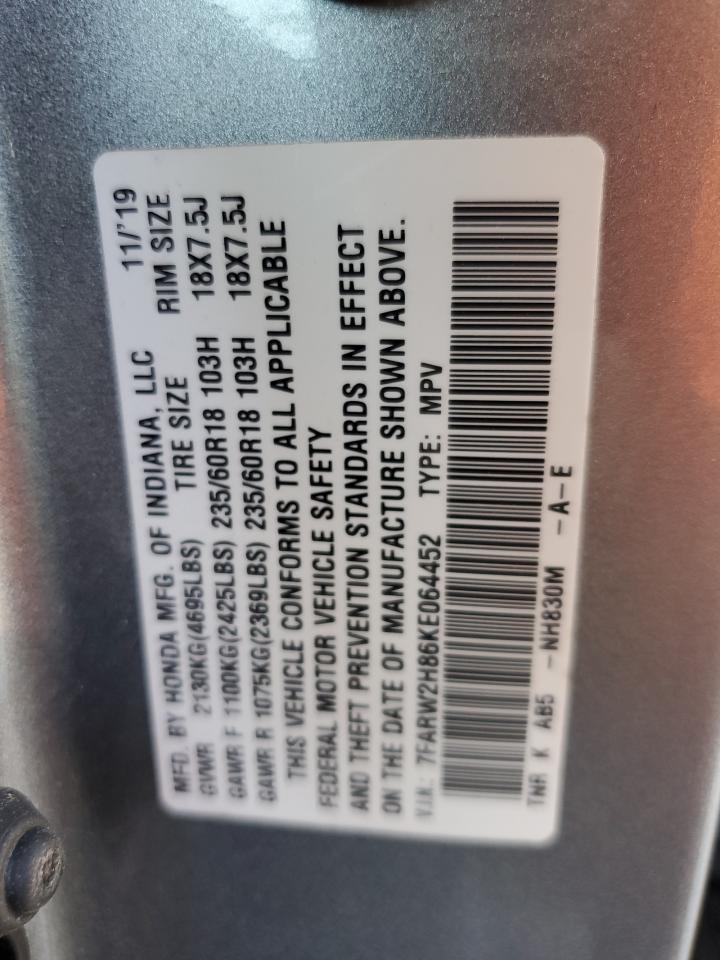 MFD. BY HONDA MFG. OF INDIANA, LLC 11/'19
TIRE SIZE RIM SIZE
GVWR 2130KG(4695LBS)
GAWR F 1100KG(2425LBS) 235/60R18 103H 18X7.5J
GAWR R 1075KG(2369LBS) 235/60R18 103H 18X7.5J
THIS VEHICLE CONFORMS TO ALL APPLICABLE
FEDERAL MOTOR VEHICLE SAFETY
AND THEFT PREVENTION STANDARDS IN EFFECT
ON THE DATE OF MANUFACTURE SHOWN ABOVE.
V.I.N.: 7FARW2H86KE064452 TYPE: MPV
TNR K AB5 -NH830M -A-E